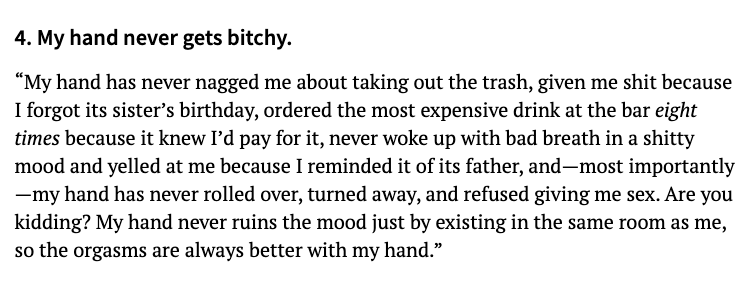 4. My hand never gets bitchy.
“My hand has never nagged me about taking out the trash, given me shit because
I forgot its sister’s birthday, ordered the most expensive drink at the bar eight
times because it knew I’d pay for it, never woke up with bad breath in a shitty
mood and yelled at me because I reminded it of its father, and—most importantly
—my hand has never rolled over, turned away, and refused giving me sex. Are you
kidding? My hand never ruins the mood just by existing in the same room as me,
so the orgasms are always better with my hand.”